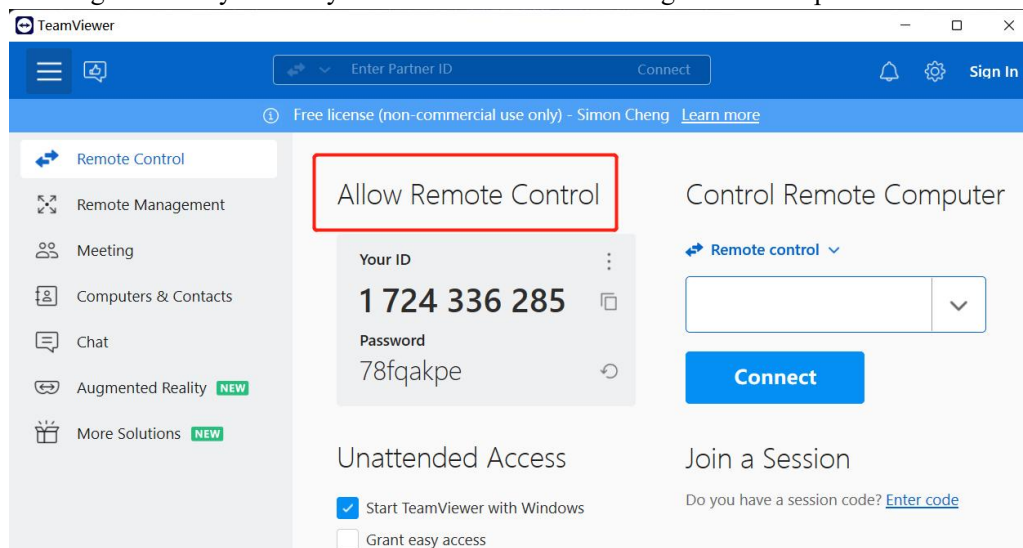 TeamViewer
Enter Partner ID
Connect
Sign In
Free license (non-commercial use only) - Simon Cheng Learn more
Remote Control
Remote Management
Meeting
Computers & Contacts
Chat
Augmented Reality NEW
More Solutions NEW
Allow Remote Control
Your ID
1 724 336 285
Password
78fqakpe
Unattended Access
Start TeamViewer with Windows
Grant easy access
Control Remote Computer
Remote control
Connect
Join a Session
Do you have a session code? Enter code